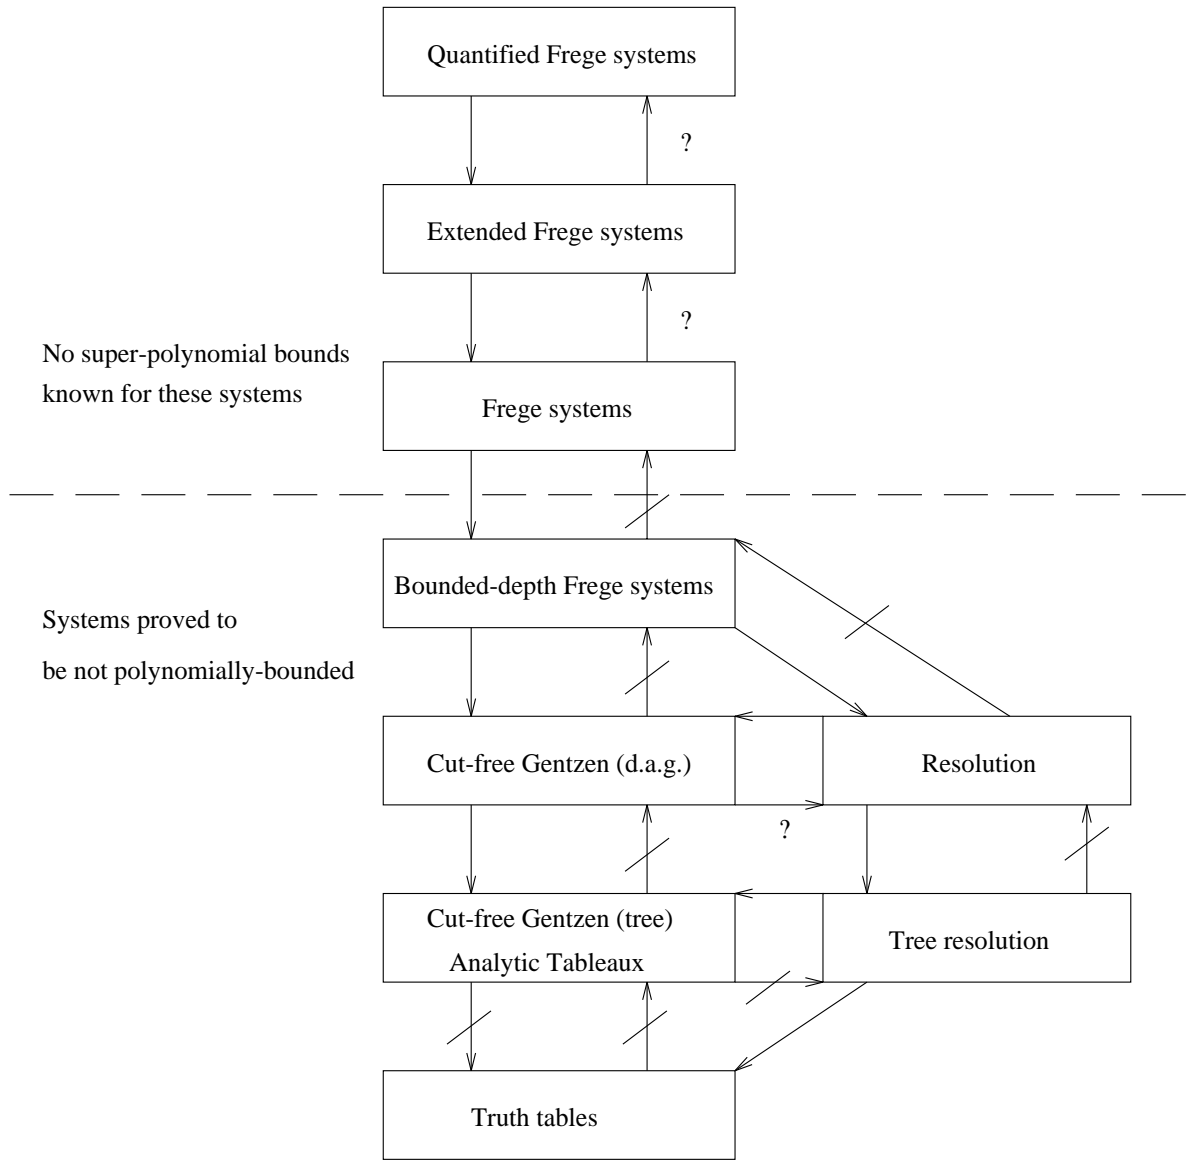 Quantified Frege systems
?
Extended Frege systems
?
No super-polynomial bounds
known for these systems
Frege systems
Bounded-depth Frege systems
Systems proved to
be not polynomially-bounded
Cut-free Gentzen (d.a.g.)
Resolution
?
Cut-free Gentzen (tree)
Analytic Tableaux
Tree resolution
Truth tables